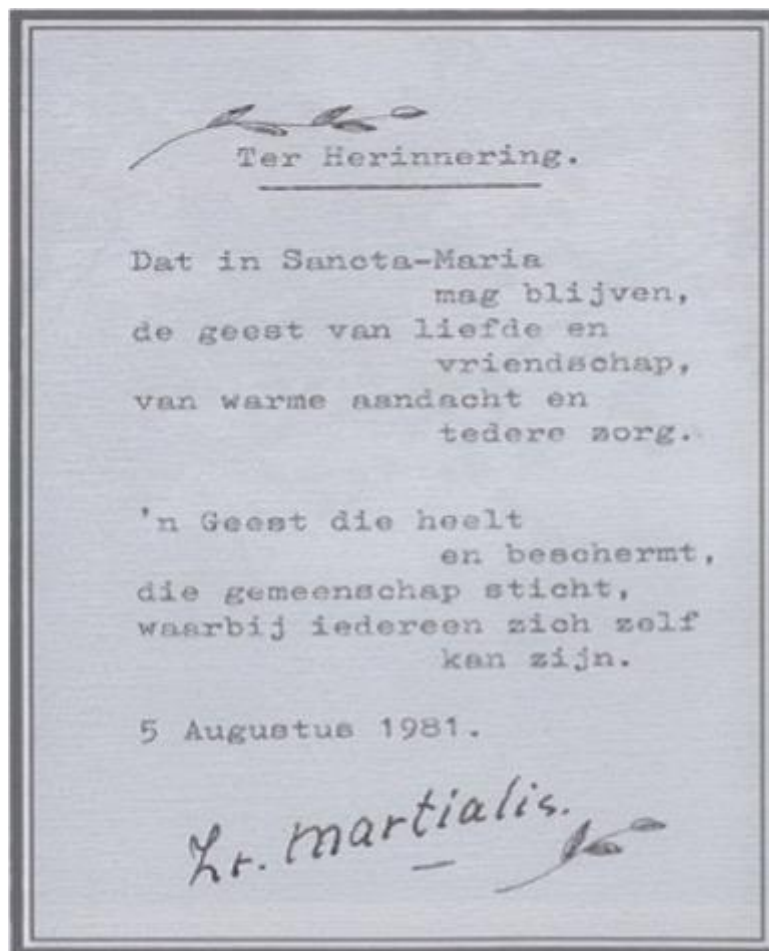 Ter Herinnering.
Dat in Sancta-Maria
mag blijven,
de geest van liefde en
vriendschap,
van warme aandacht en
tedere zorg.
'n Geest die heelt
en beschermt,
die gemeenschap sticht,
waarbij iedereen zich zelf
kan zijn.
5 Augustus 1981.
Zr. Martialis.